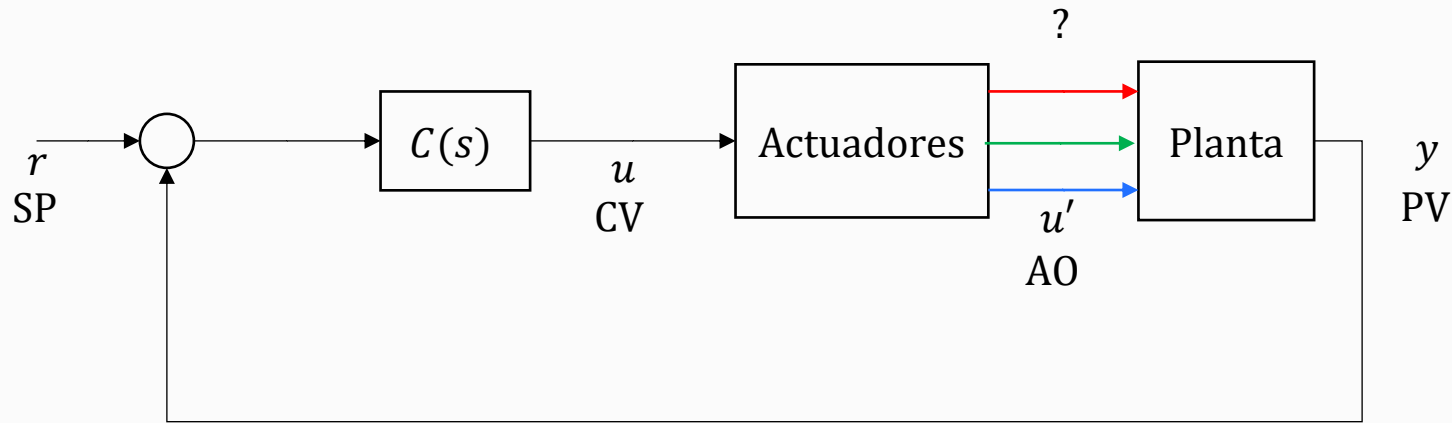 ?
C(s)
Actuadores
Planta
r
SP
u
CV
u'
AO
y
PV